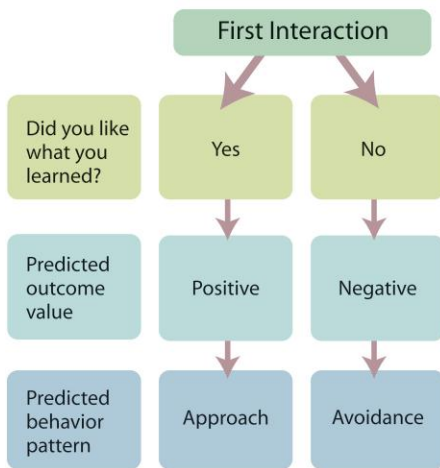 First Interaction
Did you like
what you
learned?
Yes
No
Predicted
outcome
value
Positive
Negative
Predicted
behavior
pattern
Approach
Avoidance